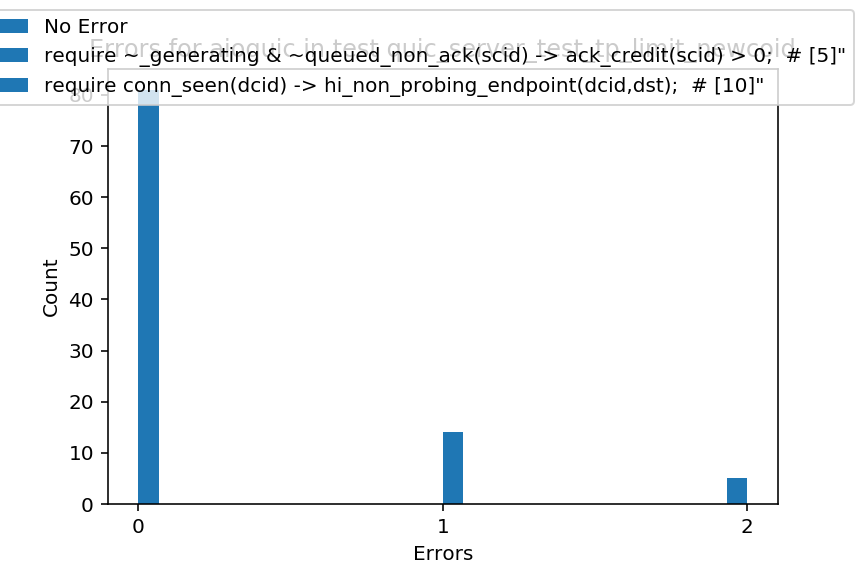 No Error
Errors for aioquic in test quic_server_test_tp_limit_newcoid
require ~_generating & ~queued_non_ack(scid) -> ack_credit(scid) > 0;  # [5]"
require conn_seen(dcid) -> hi_non_probing_endpoint(dcid,dst);  # [10]"
80
70
60
50
40
30
20
10
0
Count
0 1 2
Errors